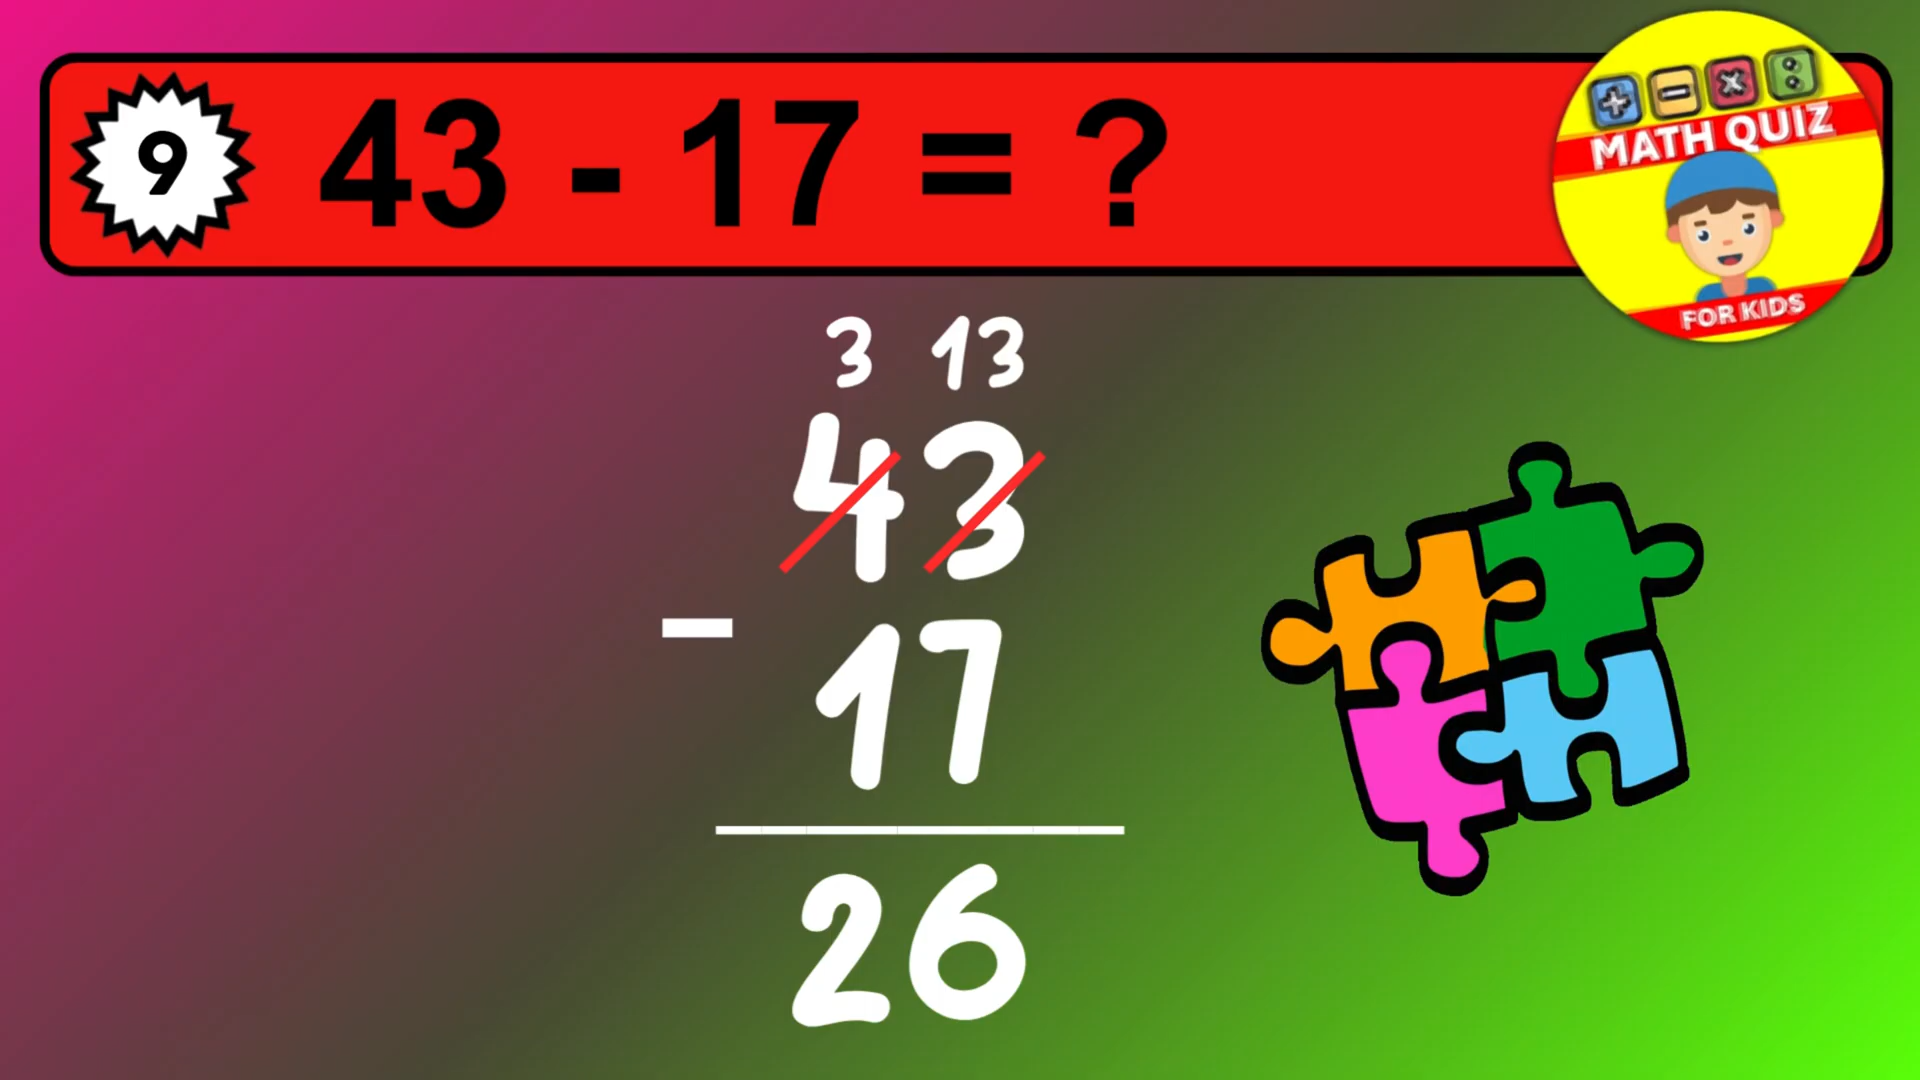 9
43 - 17 = ?
+ - x :
MATH QUIZ
FOR KIDS
3 13
43
-
17
26